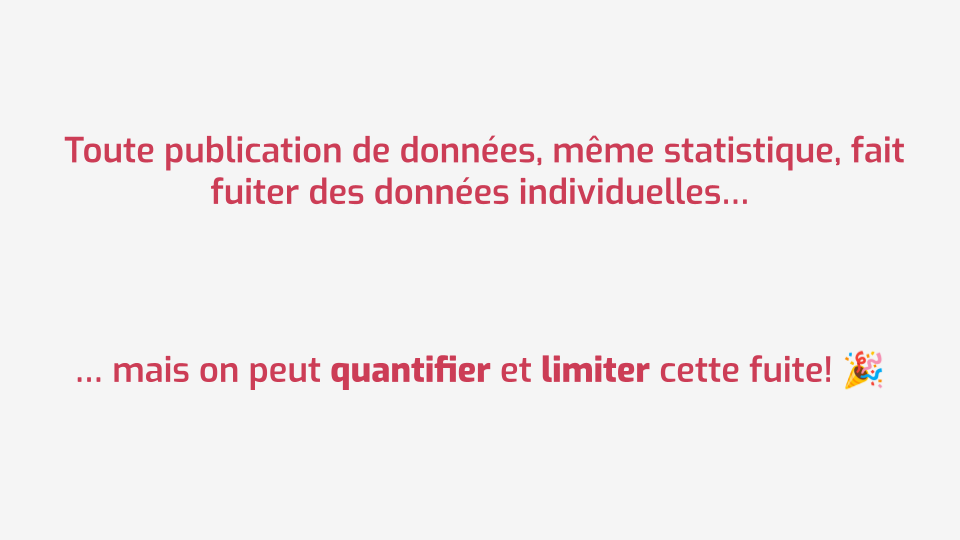 Toute publication de données, même statistique, fait
fuiter des données individuelles…
… mais on peut quantifier et limiter cette fuite! 🎉